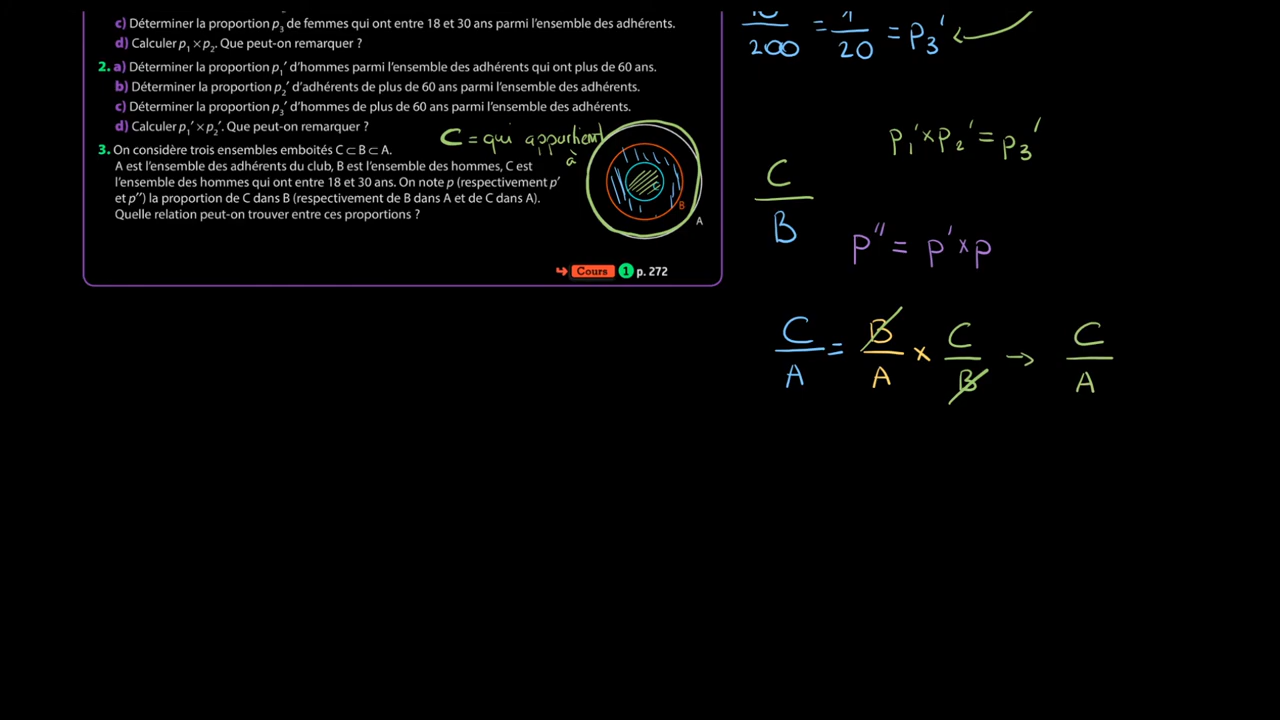 c) Déterminer la proportion p₃ de femmes qui ont entre 18 et 30 ans parmi l'ensemble des adhérents.
d) Calculer p₁ × p₂. Que peut-on remarquer ?
2. a) Déterminer la proportion p₁′ d'hommes parmi l'ensemble des adhérents qui ont plus de 60 ans.
b) Déterminer la proportion p₂′ d'adhérents de plus de 60 ans parmi l'ensemble des adhérents.
c) Déterminer la proportion p₃′ d'hommes de plus de 60 ans parmi l'ensemble des adhérents.
d) Calculer p₁′ × p₂′. Que peut-on remarquer ?
3. On considère trois ensembles emboités C ⊂ B ⊂ A.
A est l'ensemble des adhérents du club, B est l'ensemble des hommes, C est
l'ensemble des hommes qui ont entre 18 et 30 ans. On note p (respectivement p′
et p″) la proportion de C dans B (respectivement de B dans A et de C dans A).
Quelle relation peut-on trouver entre ces proportions ?
C = qui appartient
à
C
B
A
➥ Cours 1 p. 272
200 = 20 = P₃′
p₁′ × p₂′ = p₃′
C
B
p″ = p′ × p
C/A = B/A × C/B → C/A